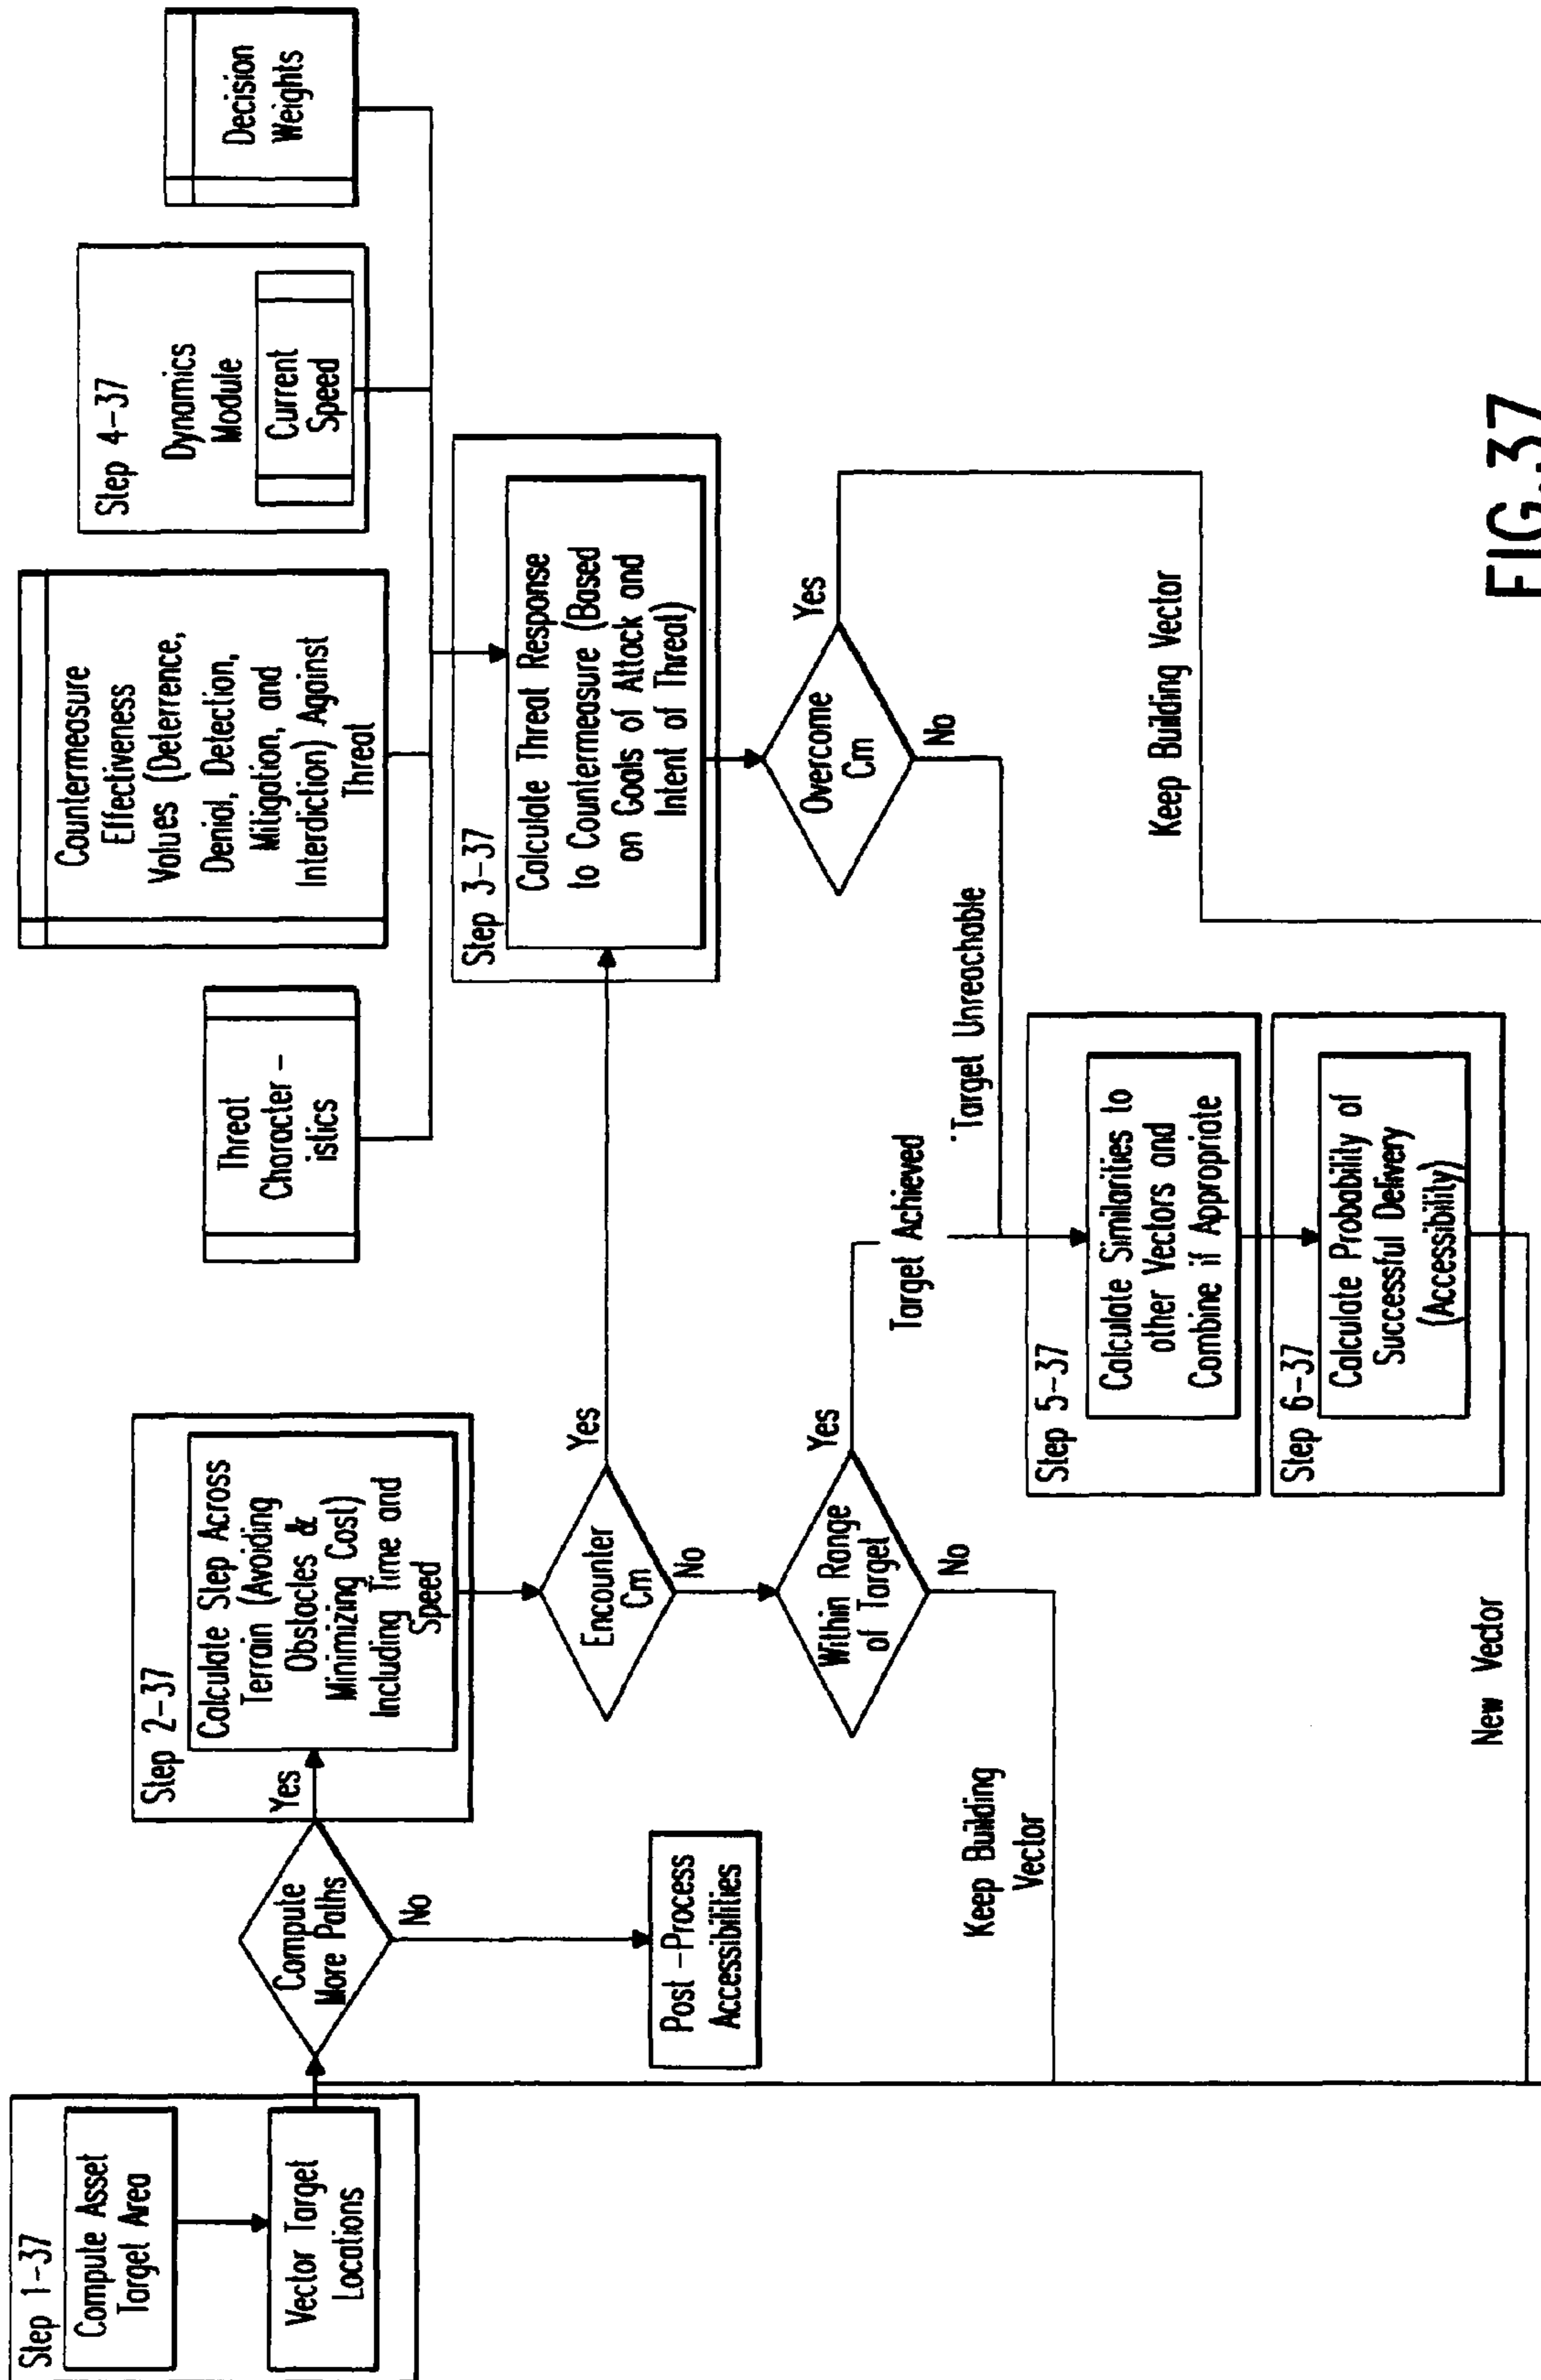 Step 1-37
Compute Asset
Target Area
Vector Target
Locations
Compute
More Paths
Yes
No
Post-Process
Accessibilities
Step 2-37
Calculate Step Across
Terrain (Avoiding
Obstacles &
Minimizing Cost)
Including Time and
Speed
Encounter
Cm
Yes
No
Within Range
of Target
Yes
No
Keep Building
Vector
Target Achieved
Threat
Character-
istics
Countermeasure
Effectiveness
Values (Deterrence,
Denial, Detection,
Mitigation, and
Interdiction) Against
Threat
Step 4-37
Dynamics
Module
Current
Speed
Decision
Weights
Step 3-37
Calculate Threat Response
to Countermeasure (Based
on Goals of Attack and
Intent of Threat)
Overcome
Cm
Yes
No
Target Unreachable
Keep Building Vector
Step 5-37
Calculate Similarities to
other Vectors and
Combine if Appropriate
Step 6-37
Calculate Probability of
Successful Delivery
(Accessibility)
New Vector
FIG.37